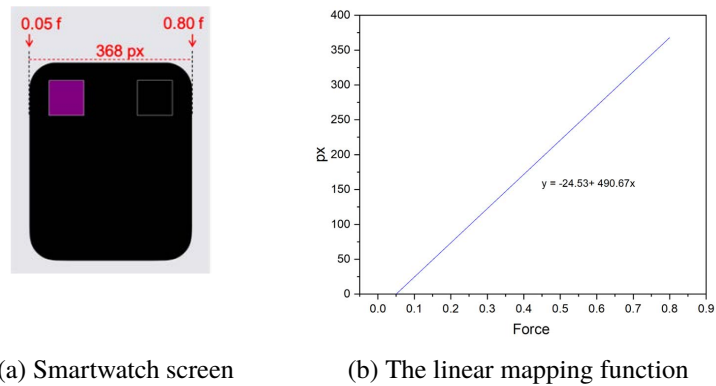 0.05 f
0.80 f
368 px
400
350
300
250
200
150
100
50
0
px
y = -24.53+ 490.67x
0.0 0.1 0.2 0.3 0.4 0.5 0.6 0.7 0.8 0.9
Force
a) Smartwatch screen
(b) The linear mapping function